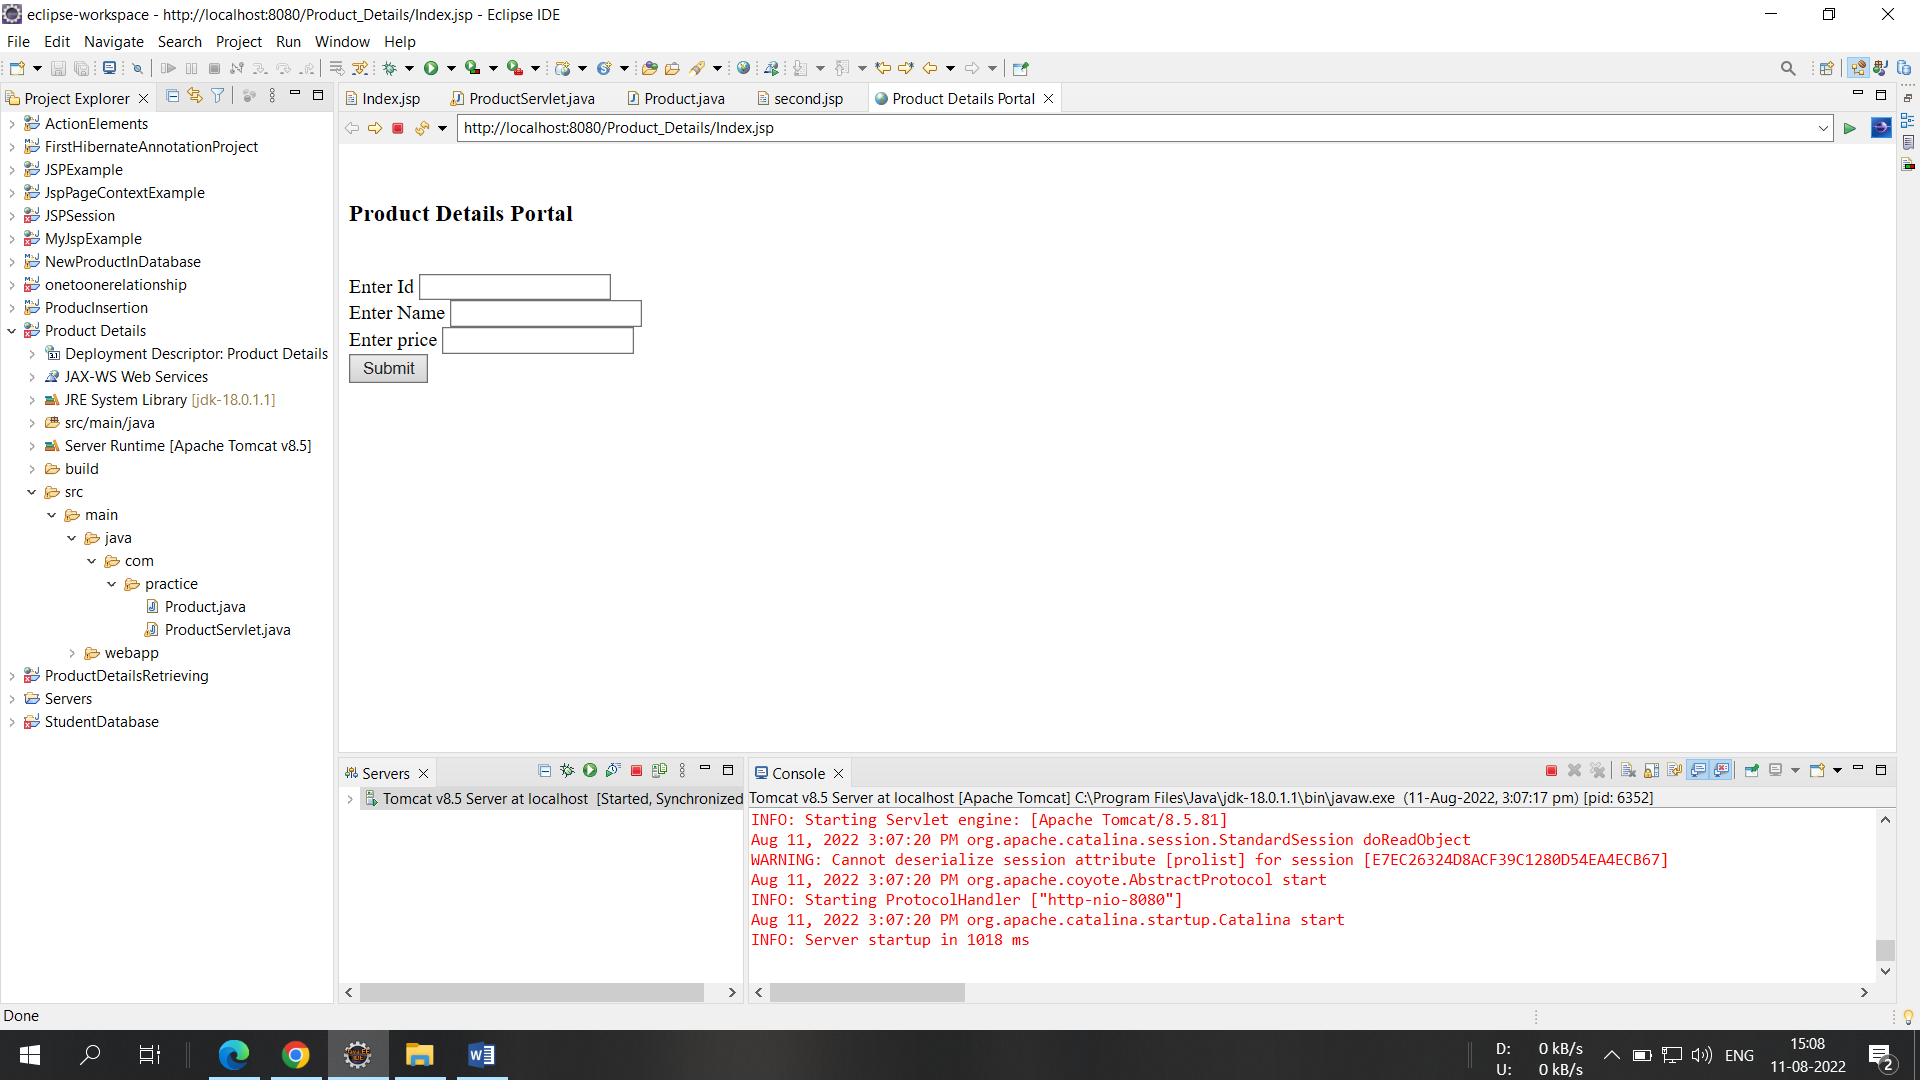 eclipse-workspace - http://localhost:8080/Product_Details/Index.jsp - Eclipse IDE
File Edit Navigate Search Project Run Window Help
Project Explorer
Index.jsp ProductServlet.java Product.java second.jsp Product Details Portal
http://localhost:8080/Product_Details/Index.jsp
ActionElements
FirstHibernateAnnotationProject
JSPExample
JspPageContextExample
JSPSession
MyJspExample
NewProductInDatabase
onetoonerelationship
ProducInsertion
Product Details
Deployment Descriptor: Product Details
JAX-WS Web Services
JRE System Library [jdk-18.0.1.1]
src/main/java
Server Runtime [Apache Tomcat v8.5]
build
src
main
java
com
practice
Product.java
ProductServlet.java
webapp
ProductDetailsRetrieving
Servers
StudentDatabase
Product Details Portal
Enter Id
Enter Name
Enter price
Submit
Servers
Tomcat v8.5 Server at localhost [Started, Synchronized
Console
Tomcat v8.5 Server at localhost [Apache Tomcat] C:\Program Files\Java\jdk-18.0.1.1\bin\javaw.exe (11-Aug-2022, 3:07:17 pm) [pid: 6352]
INFO: Starting Servlet engine: [Apache Tomcat/8.5.81]
Aug 11, 2022 3:07:20 PM org.apache.catalina.session.StandardSession doReadObject
WARNING: Cannot deserialize session attribute [prolist] for session [E7EC26324D8ACF39C1280D54EA4ECB67]
Aug 11, 2022 3:07:20 PM org.apache.coyote.AbstractProtocol start
INFO: Starting ProtocolHandler ["http-nio-8080"]
Aug 11, 2022 3:07:20 PM org.apache.catalina.startup.Catalina start
INFO: Server startup in 1018 ms
Done
D: 0 kB/s
U: 0 kB/s
ENG
15:08
11-08-2022
2